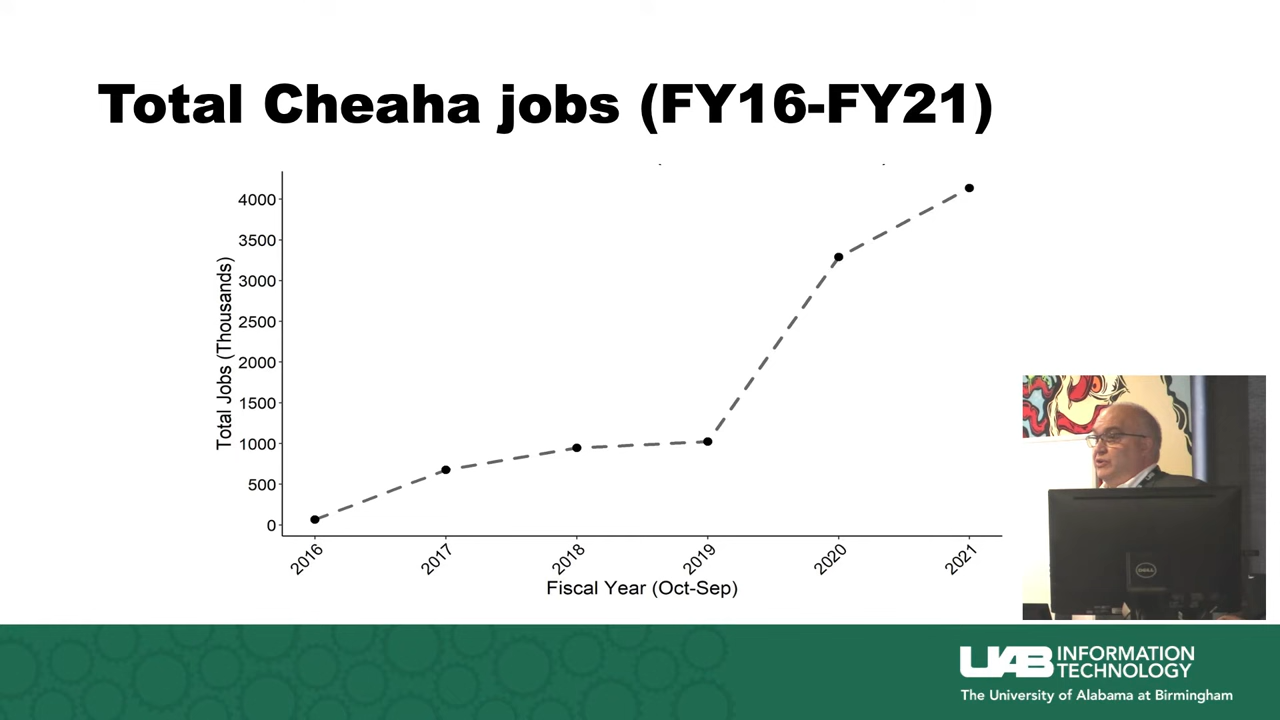 Total Cheaha jobs (FY16-FY21)
4000
3500
3000
2500
2000
1500
1000
500
0
Total Jobs (Thousands)
2016
2017
2018
2019
2020
2021
Fiscal Year (Oct-Sep)
DELL
UAB INFORMATION
TECHNOLOGY
The University of Alabama at Birmingham